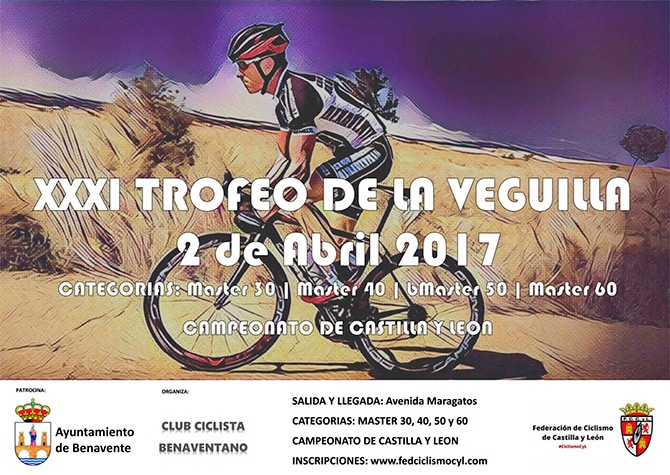 XXXI TROFEO DE LA VEGUILLA
2 de Abril 2017
CATEGORIAS: Master 30 | Master 40 | bMaster 50 | Master 60
CAMPEONATO DE CASTILLA Y LEON
PATROCINA:
Ayuntamiento
de Benavente
ORGANIZA:
CLUB CICLISTA
BENAVENTANO
SALIDA Y LLEGADA: Avenida Maragatos
CATEGORIAS: MASTER 30, 40, 50 y 60
CAMPEONATO DE CASTILLA Y LEON
INSCRIPCIONES: www.fedciclismocyl.com
Federación de Ciclismo
de Castilla y León
#CiclismoCyL